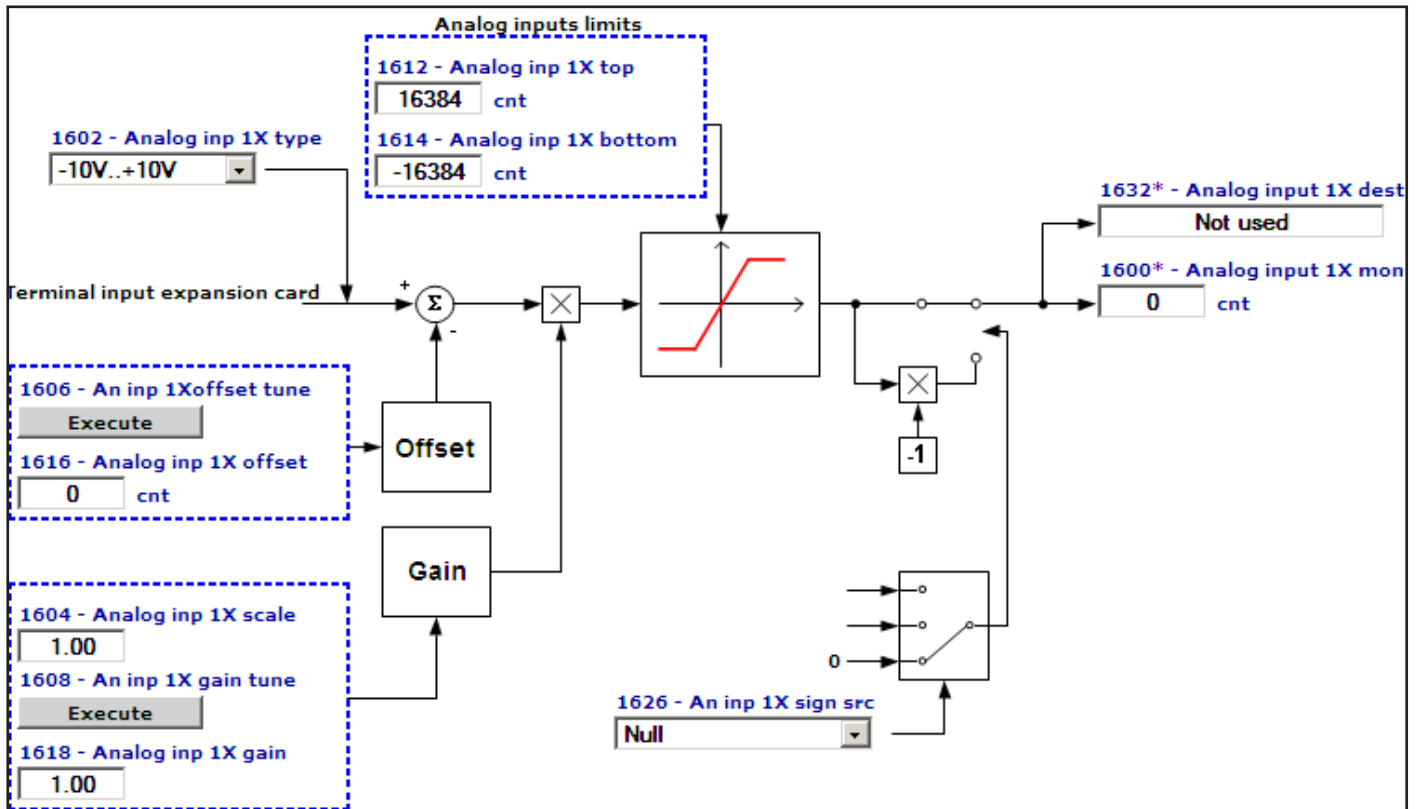 Analog inputs limits
1612 - Analog inp 1X top
16384 cnt
1602 - Analog inp 1X type
-10V..+10V
1614 - Analog inp 1X bottom
-16384 cnt
1632* - Analog input 1X dest
Not used
1600* - Analog input 1X mon
0 cnt
Terminal input expansion card
+
Σ
-
1606 - An inp 1Xoffset tune
Execute
1616 - Analog inp 1X offset
0 cnt
Offset
-1
Gain
1604 - Analog inp 1X scale
1.00
1608 - An inp 1X gain tune
Execute
1618 - Analog inp 1X gain
1.00
0
1626 - An inp 1X sign src
Null